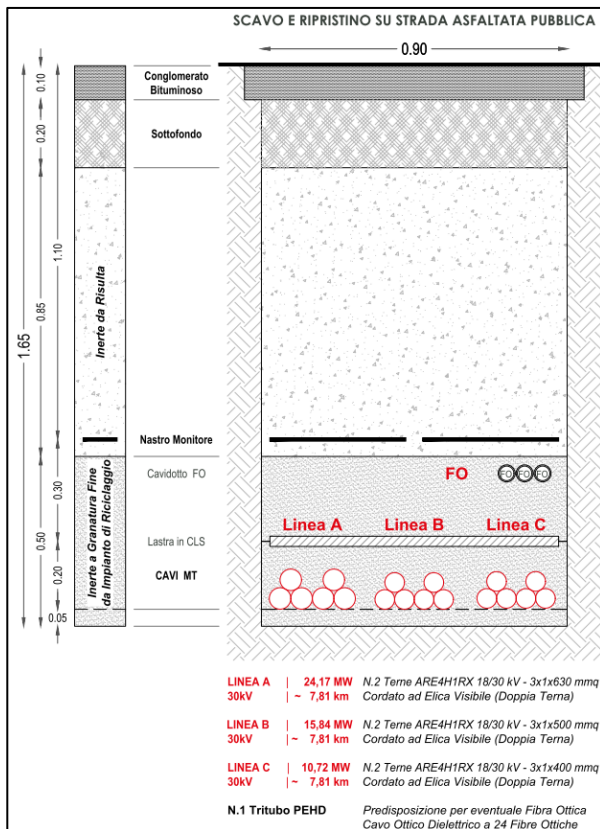 SCAVO E RIPRISTINO SU STRADA ASFALTATA PUBBLICA
0.90
0.10
Conglomerato
Bituminoso
0.20
Sottofondo
1.10
0.85
1.65
Inerte da Risulta
Nastro Monitore
Cavidotto FO
FO
FO FO FO
0.30
0.50
Inerte a Granatura Fine
da Impianto di Riciclaggio
Linea A Linea B Linea C
Lastra in CLS
CAVI MT
0.20
0.05
LINEA A | 24,17 MW N.2 Terne ARE4H1RX 18/30 kV - 3x1x630 mmq
30kV | ~ 7,81 km Cordato ad Elica Visibile (Doppia Terna)
LINEA B | 15,84 MW N.2 Terne ARE4H1RX 18/30 kV - 3x1x500 mmq
30kV | ~ 7,81 km Cordato ad Elica Visibile (Doppia Terna)
LINEA C | 10,72 MW N.2 Terne ARE4H1RX 18/30 kV - 3x1x400 mmq
30kV | ~ 7,81 km Cordato ad Elica Visibile (Doppia Terna)
N.1 Tritubo PEHD Predisposizione per eventuale Fibra Ottica
Cavo Ottico Dielettrico a 24 Fibre Ottiche